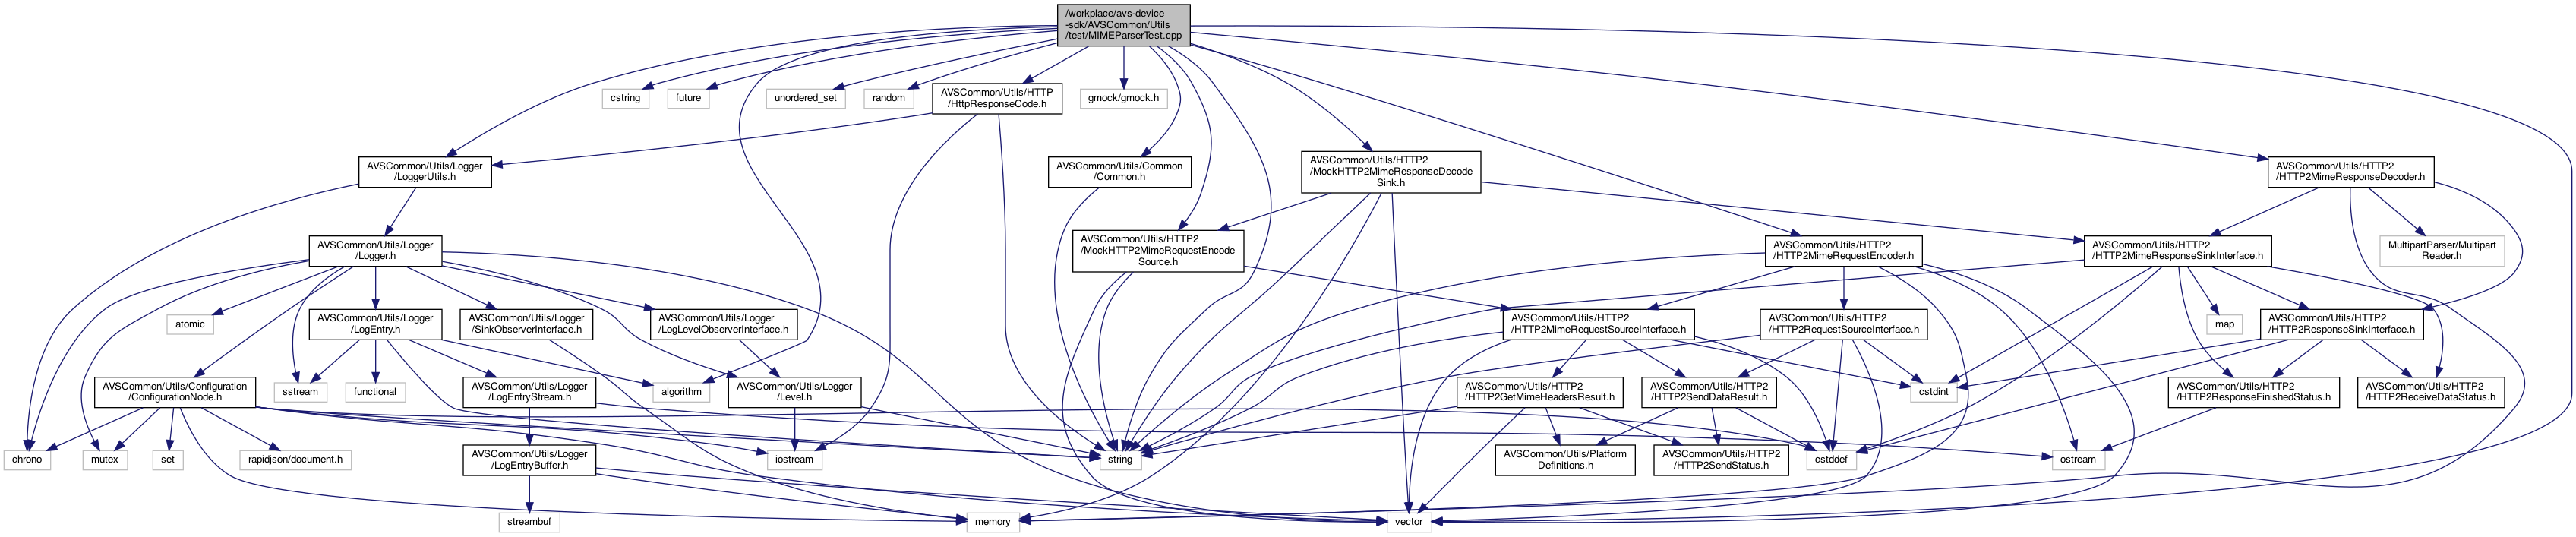 /workplace/avs-device
-sdk/AVSCommon/Utils
/test/MIMEParserTest.cpp
cstring
future
unordered_set
random
AVSCommon/Utils/HTTP
/HttpResponseCode.h
gmock/gmock.h
AVSCommon/Utils/Logger
/LoggerUtils.h
AVSCommon/Utils/Common
/Common.h
AVSCommon/Utils/HTTP2
/MockHTTP2MimeResponseDecode
Sink.h
AVSCommon/Utils/HTTP2
/HTTP2MimeResponseDecoder.h
AVSCommon/Utils/Logger
/Logger.h
AVSCommon/Utils/HTTP2
/MockHTTP2MimeRequestEncode
Source.h
AVSCommon/Utils/HTTP2
/HTTP2MimeRequestEncoder.h
AVSCommon/Utils/HTTP2
/HTTP2MimeResponseSinkInterface.h
MultipartParser/Multipart
Reader.h
atomic
AVSCommon/Utils/Logger
/LogEntry.h
AVSCommon/Utils/Logger
/SinkObserverInterface.h
AVSCommon/Utils/Logger
/LogLevelObserverInterface.h
AVSCommon/Utils/HTTP2
/HTTP2MimeRequestSourceInterface.h
AVSCommon/Utils/HTTP2
/HTTP2RequestSourceInterface.h
map
AVSCommon/Utils/HTTP2
/HTTP2ResponseSinkInterface.h
AVSCommon/Utils/Configuration
/ConfigurationNode.h
sstream
functional
AVSCommon/Utils/Logger
/LogEntryStream.h
algorithm
AVSCommon/Utils/Logger
/Level.h
AVSCommon/Utils/HTTP2
/HTTP2GetMimeHeadersResult.h
AVSCommon/Utils/HTTP2
/HTTP2SendDataResult.h
cstdint
AVSCommon/Utils/HTTP2
/HTTP2ResponseFinishedStatus.h
AVSCommon/Utils/HTTP2
/HTTP2ReceiveDataStatus.h
chrono
mutex
set
rapidjson/document.h
AVSCommon/Utils/Logger
/LogEntryBuffer.h
iostream
string
AVSCommon/Utils/Platform
Definitions.h
AVSCommon/Utils/HTTP2
/HTTP2SendStatus.h
cstddef
ostream
streambuf
memory
vector